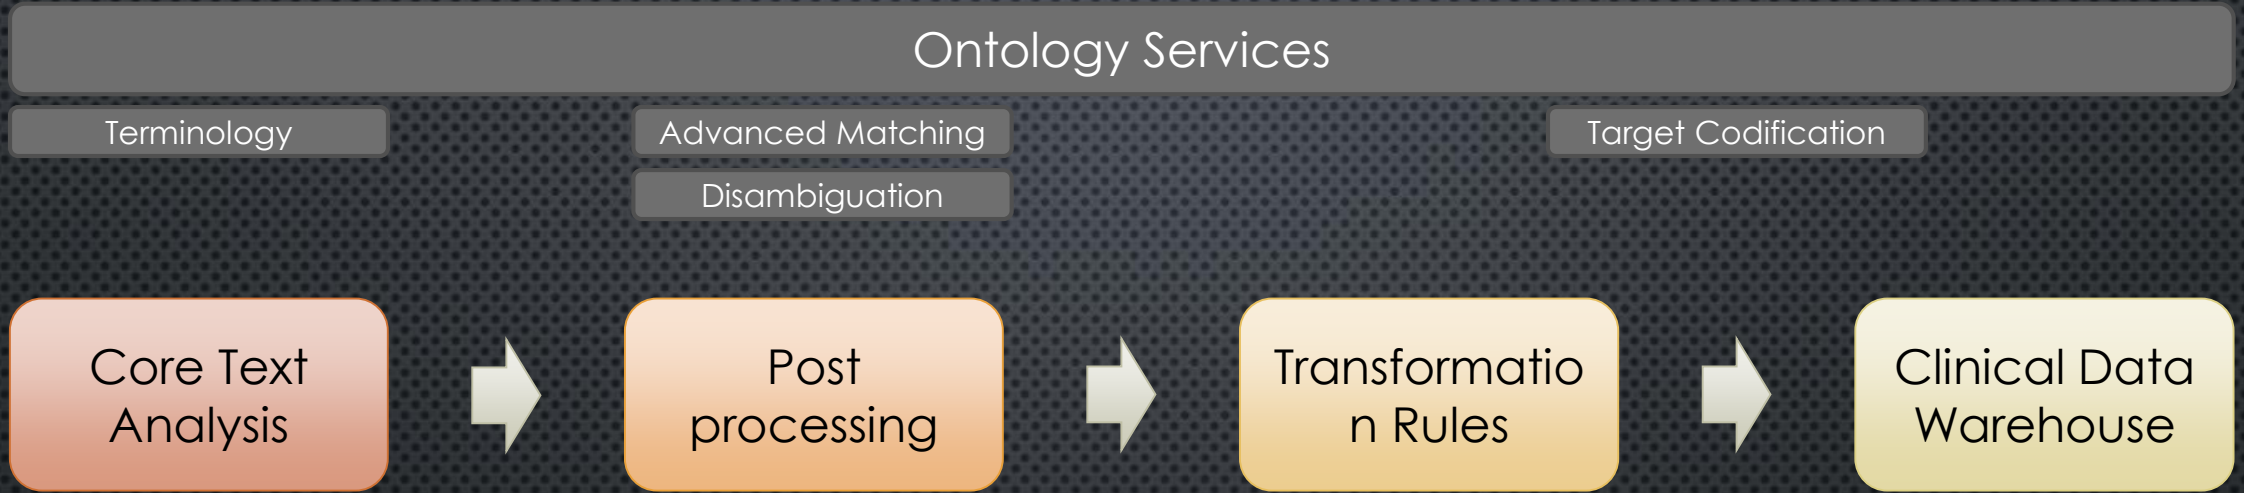 Ontology Services
Terminology
Advanced Matching
Target Codification
Disambiguation
Core Text
Analysis
Post
processing
Transformatio
n Rules
Clinical Data
Warehouse